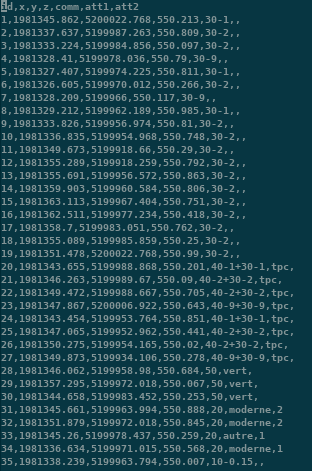 id,x,y,z,comm,att1,att2
1,1981345.862,5200022.768,550.213,30-1,,
2,1981337.637,5199987.263,550.809,30-2,,
3,1981333.224,5199984.856,550.097,30-2,,
4,1981328.41,5199978.036,550.79,30-9,,
5,1981327.407,5199974.225,550.811,30-1,,
6,1981326.605,5199970.012,550.266,30-2,,
7,1981328.209,5199966,550.117,30-9,,
8,1981329.212,5199962.189,550.985,30-1,,
9,1981333.826,5199956.974,550.81,30-2,,
10,1981336.835,5199954.968,550.748,30-2,,
11,1981349.673,5199918.66,550.29,30-2,,
12,1981355.289,5199918.259,550.792,30-2,,
13,1981355.691,5199956.572,550.863,30-2,,
14,1981359.903,5199960.584,550.806,30-2,,
15,1981363.113,5199967.404,550.751,30-2,,
16,1981362.511,5199977.234,550.418,30-2,,
17,1981358.7,5199983.051,550.762,30-2,,
18,1981355.089,5199985.859,550.25,30-2,,
19,1981351.478,5200022.768,550.99,30-2,,
20,1981343.655,5199988.868,550.201,40-1+30-1,tpc,
21,1981346.263,5199989.67,550.09,40-2+30-2,tpc,
22,1981349.472,5199988.667,550.705,40-2+30-2,tpc,
23,1981347.867,5200006.922,550.643,40-9+30-9,tpc,
24,1981343.454,5199953.764,550.851,40-1+30-1,tpc,
25,1981347.065,5199952.962,550.441,40-2+30-2,tpc,
26,1981350.275,5199954.165,550.02,40-2+30-2,tpc,
27,1981349.873,5199934.106,550.278,40-9+30-9,tpc,
28,1981346.062,5199958.98,550.684,50,vert,
29,1981357.295,5199972.018,550.067,50,vert,
30,1981344.658,5199983.452,550.253,50,vert,
31,1981345.661,5199963.994,550.888,20,moderne,2
32,1981351.879,5199972.018,550.845,20,moderne,2
33,1981345.26,5199978.437,550.259,20,autre,1
34,1981336.634,5199971.015,550.568,20,moderne,1
35,1981338.239,5199963.794,550.007,10-0.15,,